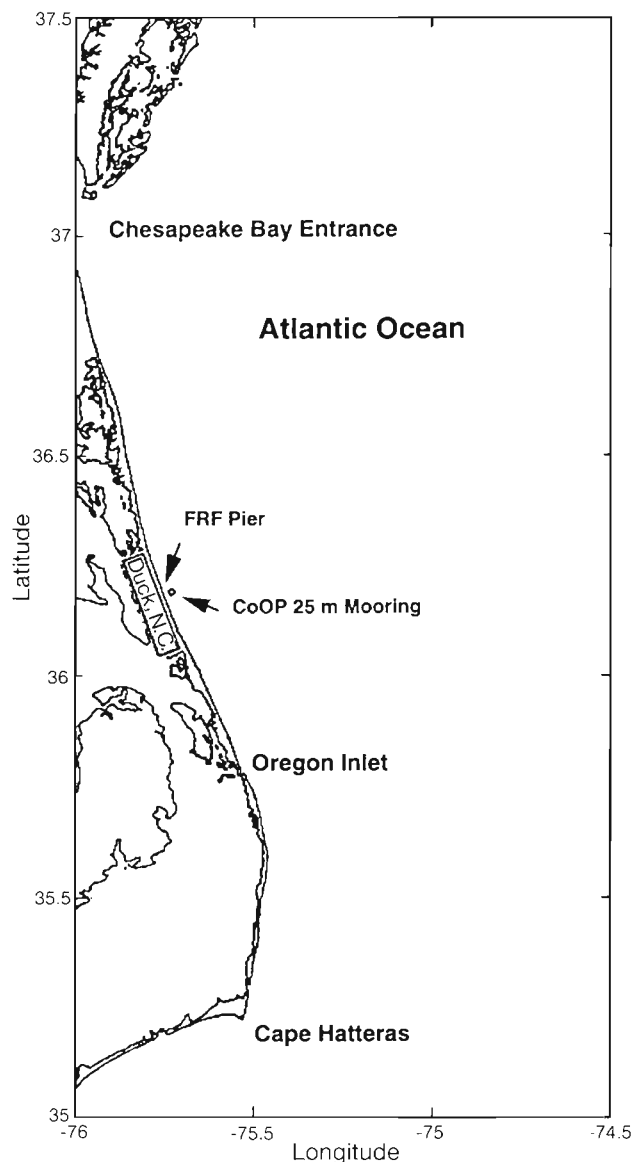 37.5
37
Chesapeake Bay Entrance
Atlantic Ocean
36.5
FRF Pier
Duck, N.C.
CoOP 25 m Mooring
Latitude
36
Oregon Inlet
35.5
Cape Hatteras
35
-76
-75.5
-75
-74.5
Longitude